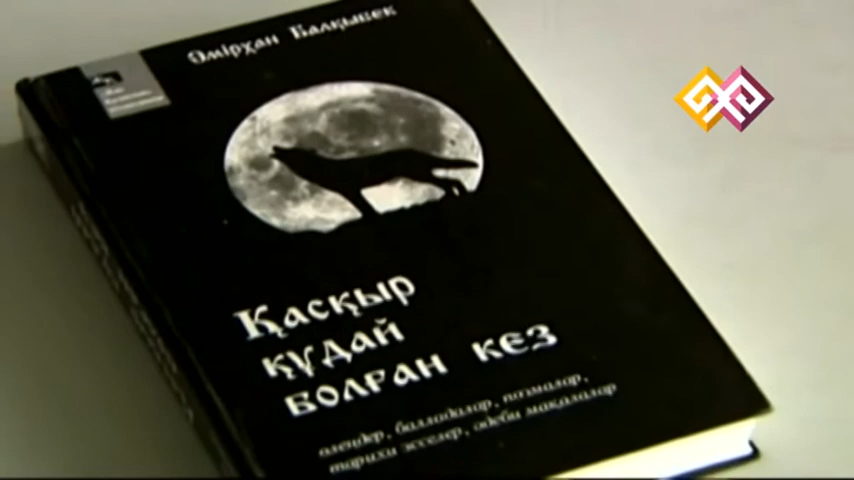 Өмірхан Балқыбек
Қасқыр
құдай
болған кез
өлеңдер, балладалар, поэмалар,
тарихи эсселер, әдеби мақалалар